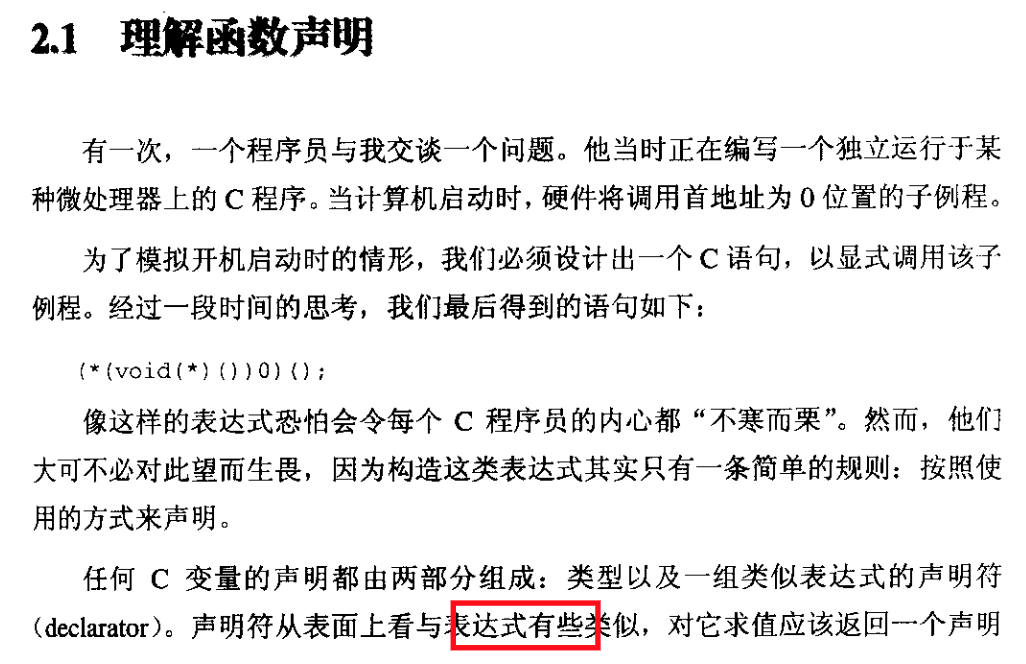 2.1 理解函数声明
有一次，一个程序员与我交谈一个问题。他当时正在编写一个独立运行于某
种微处理器上的 C 程序。当计算机启动时，硬件将调用首地址为 0 位置的子例程。
为了模拟开机启动时的情形，我们必须设计出一个 C 语句，以显式调用该子
例程。经过一段时间的思考，我们最后得到的语句如下：
(*(void(*)())0)();
像这样的表达式恐怕会令每个 C 程序员的内心都“不寒而栗”。然而，他们
大可不必对此望而生畏，因为构造这类表达式其实只有一条简单的规则：按照使
用的方式来声明。
任何 C 变量的声明都由两部分组成：类型以及一组类似表达式的声明符
（declarator）。声明符从表面上看与表达式有些类似，对它求值应该返回一个声明